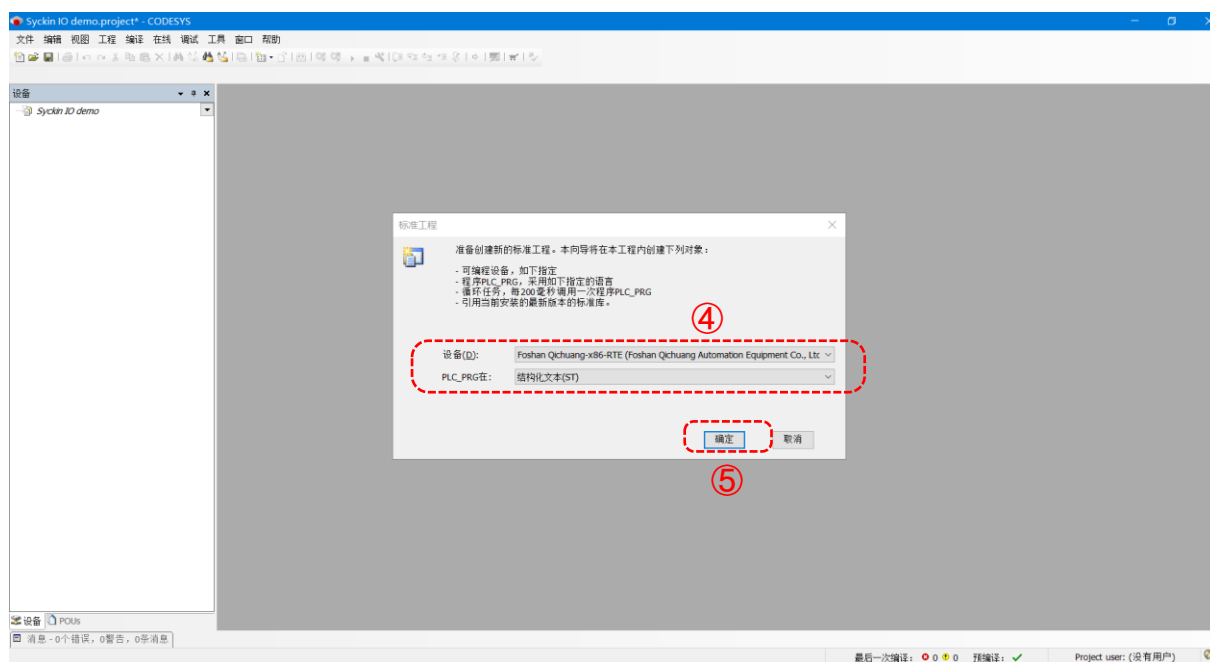 Syckin IO demo.project* - CODESYS
文件 编辑 视图 工程 编译 在线 调试 工具 窗口 帮助
设备
Syckin IO demo
标准工程
准备创建新的标准工程。本向导将在本工程内创建下列对象：
- 可编程设备，如下指定
- 程序PLC_PRG，采用如下指定的语言
- 循环任务，每200毫秒调用一次程序PLC_PRG
- 引用当前安装的最新版本的标准库。
④
设备(D): Foshan Qichuang-x86-RTE (Foshan Qichuang Automation Equipment Co., Ltc
PLC_PRG在: 结构化文本(ST)
确定 取消
⑤
设备 POUs
消息 - 0个错误，0警告，0条消息
最后一次编译： 0 0 预编译： Project user: (没有用户)